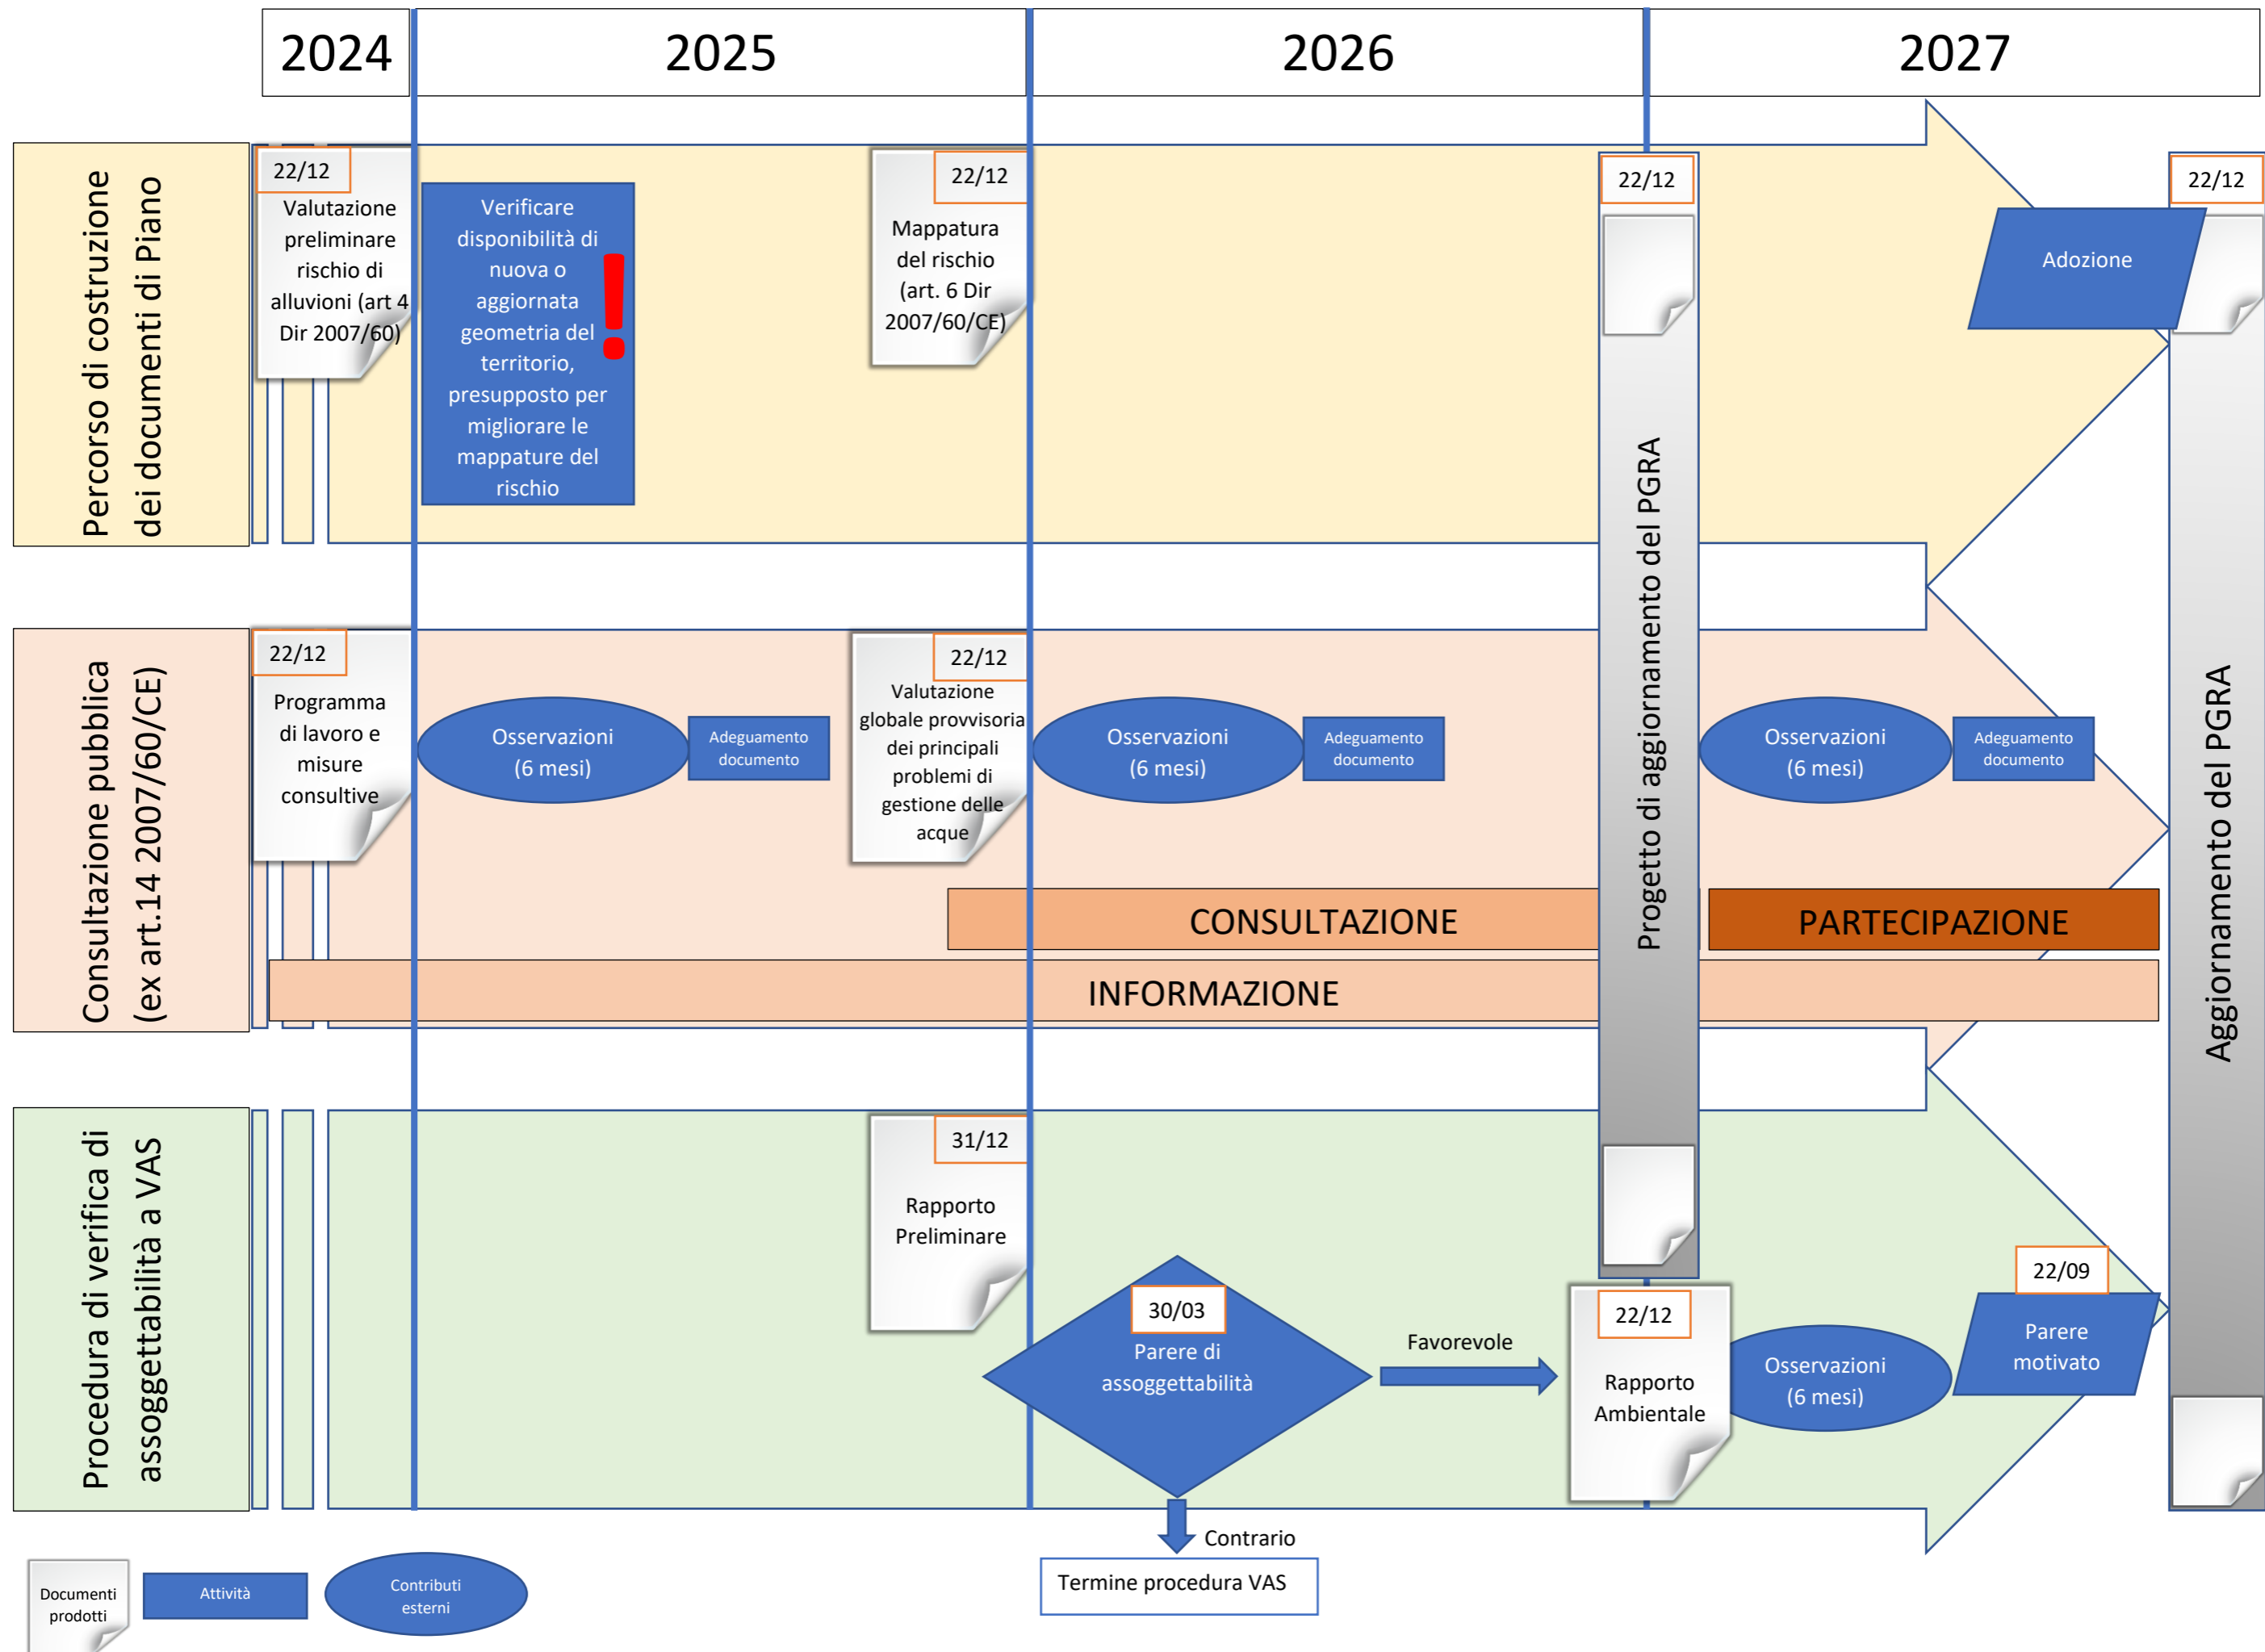 2024
2025
2026
2027
Percorso di costruzione
dei documenti di Piano
22/12
Valutazione
preliminare
rischio di
alluvioni (art 4
Dir 2007/60)
Verificare
disponibilità di
nuova o
aggiornata
geometria del
territorio,
presupposto per
migliorare le
mappature del
rischio
!
22/12
Mappatura
del rischio
(art. 6 Dir
2007/60/CE)
22/12
Progetto di aggiornamento del PGRA
Adozione
22/12
Aggiornamento del PGRA
Consultazione pubblica
(ex art.14 2007/60/CE)
22/12
Programma
di lavoro e
misure
consultive
Osservazioni
(6 mesi)
Adeguamento
documento
22/12
Valutazione
globale provvisoria
dei principali
problemi di
gestione delle
acque
Osservazioni
(6 mesi)
Adeguamento
documento
Osservazioni
(6 mesi)
Adeguamento
documento
CONSULTAZIONE
PARTECIPAZIONE
INFORMAZIONE
Procedura di verifica di
assoggettabilità a VAS
31/12
Rapporto
Preliminare
30/03
Parere di
assoggettabilità
Favorevole
22/12
Rapporto
Ambientale
Osservazioni
(6 mesi)
22/09
Parere
motivato
Contrario
Termine procedura VAS
Documenti
prodotti
Attività
Contributi
esterni